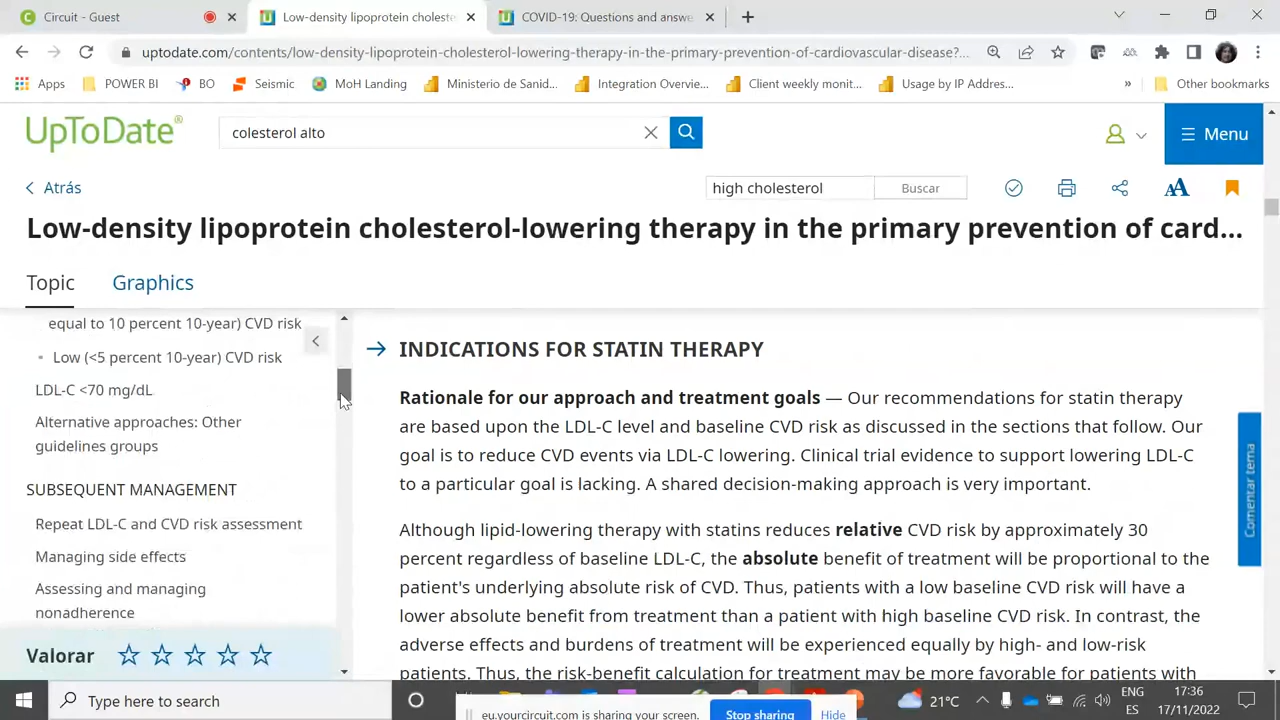 Circuit - Guest
Low-density lipoprotein choleste
COVID-19: Questions and answe
uptodate.com/contents/low-density-lipoprotein-cholesterol-lowering-therapy-in-the-primary-prevention-of-cardiovascular-disease?...
Apps
POWER BI
BO
Seismic
MoH Landing
Ministerio de Sanid...
Integration Overvie...
Client weekly monit...
Usage by IP Addres...
»
Other bookmarks
UpToDate®
colesterol alto
Menu
Atrás
high cholesterol
Buscar
AA
Low-density lipoprotein cholesterol-lowering therapy in the primary prevention of card...
Topic
Graphics
equal to 10 percent 10-year) CVD risk
Low (<5 percent 10-year) CVD risk
LDL-C <70 mg/dL
Alternative approaches: Other
guidelines groups
SUBSEQUENT MANAGEMENT
Repeat LDL-C and CVD risk assessment
Managing side effects
Assessing and managing
nonadherence
Valorar
INDICATIONS FOR STATIN THERAPY
Rationale for our approach and treatment goals — Our recommendations for statin therapy
are based upon the LDL-C level and baseline CVD risk as discussed in the sections that follow. Our
goal is to reduce CVD events via LDL-C lowering. Clinical trial evidence to support lowering LDL-C
to a particular goal is lacking. A shared decision-making approach is very important.
Although lipid-lowering therapy with statins reduces relative CVD risk by approximately 30
percent regardless of baseline LDL-C, the absolute benefit of treatment will be proportional to the
patient's underlying absolute risk of CVD. Thus, patients with a low baseline CVD risk will have a
lower absolute benefit from treatment than a patient with high baseline CVD risk. In contrast, the
adverse effects and burdens of treatment will be experienced equally by high- and low-risk
patients. Thus, the risk-benefit calculation for treatment may be more favorable for patients with
Comentar tema
Type here to search
eu.yourcircuit.com is sharing your screen.
Stop sharing
Hide
21°C
ENG
ES
17:36
17/11/2022